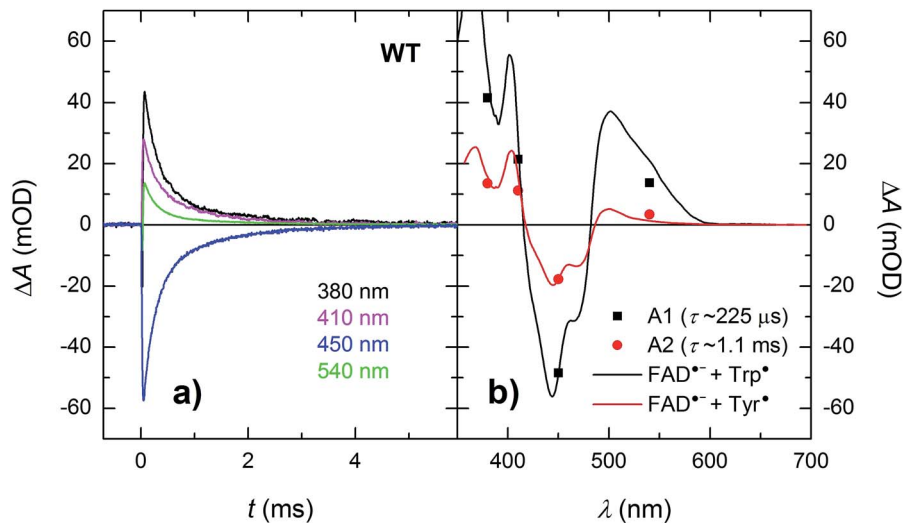 60
40
20
0
-20
-40
-60
ΔA (mOD)
WT
380 nm
410 nm
450 nm
540 nm
a)
0
2
4
t (ms)
b)
A1 (τ ~225 μs)
A2 (τ ~1.1 ms)
FAD•− + Trp•
FAD•− + Tyr•
400
500
600
700
λ (nm)
60
40
20
0
-20
-40
-60
ΔA (mOD)